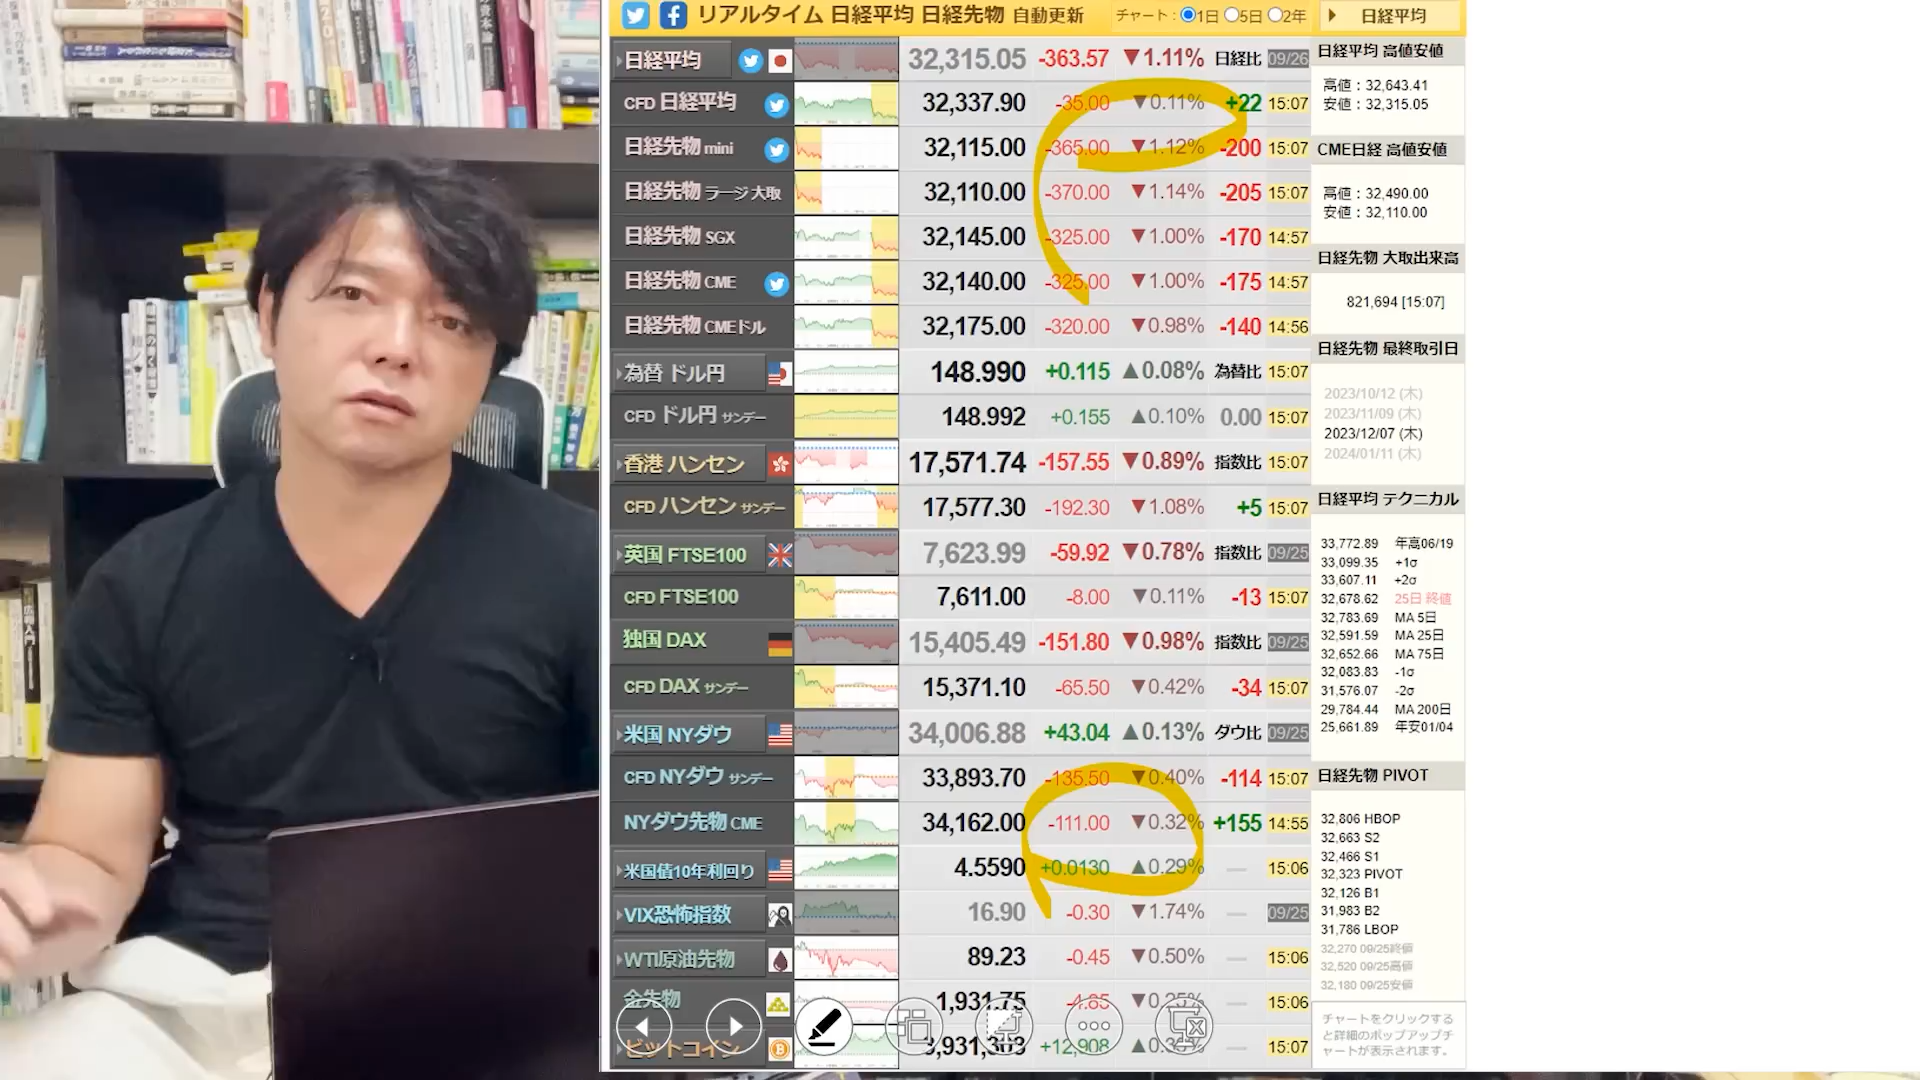 リアルタイム 日経平均 日経先物 自動更新 チャート : 1日 5日 2年
日経平均 32,315.05 -363.57 ▼1.11% 日経比 09/26
CFD 日経平均 32,337.90 -35.00 ▼0.11% +22 15:07
日経先物 mini 32,115.00 -365.00 ▼1.12% -200 15:07
日経先物 ラージ 大取 32,110.00 -370.00 ▼1.14% -205 15:07
日経先物 SGX 32,145.00 -325.00 ▼1.00% -170 14:57
日経先物 CME 32,140.00 -325.00 ▼1.00% -175 14:57
日経先物 CMEドル 32,175.00 -320.00 ▼0.98% -140 14:56
為替 ドル円 148.990 +0.115 ▲0.08% 為替比 15:07
CFD ドル円 サンデー 148.992 +0.155 ▲0.10% 0.00 15:07
香港 ハンセン 17,571.74 -157.55 ▼0.89% 指数比 15:07
CFD ハンセン サンデー 17,577.30 -192.30 ▼1.08% +5 15:07
英国 FTSE100 7,623.99 -59.92 ▼0.78% 指数比 09/25
CFD FTSE100 7,611.00 -8.00 ▼0.11% -13 15:07
独国 DAX 15,405.49 -151.80 ▼0.98% 指数比 09/25
CFD DAX サンデー 15,371.10 -65.50 ▼0.42% -34 15:07
米国 NYダウ 34,006.88 +43.04 ▲0.13% ダウ比 09/25
CFD NYダウ サンデー 33,893.70 -135.50 ▼0.40% -114 15:07
NYダウ先物 CME 34,162.00 -111.00 ▼0.32% +155 14:55
米国債10年利回り 4.5590 +0.0130 ▲0.29% — 15:06
VIX恐怖指数 16.90 -0.30 ▼1.74% — 09/25
WTI原油先物 89.23 -0.45 ▼0.50% — 15:06
金先物 1,931.75 -4.85 ▼0.25% — 15:06
ビットコイン +12,908 — 15:07
日経平均
日経平均 高値安値
高値 : 32,643.41
安値 : 32,315.05
CME日経 高値安値
高値 : 32,490.00
安値 : 32,110.00
日経先物 大取出来高
821,694 [15:07]
日経先物 最終取引日
2023/10/12 (木)
2023/11/09 (木)
2023/12/07 (木)
2024/01/11 (木)
日経平均 テクニカル
33,772.89 年高06/19
33,099.35 +1σ
33,607.11 +2σ
32,678.62 25日 終値
32,783.69 MA 5日
32,591.59 MA 25日
32,652.66 MA 75日
32,083.83 -1σ
31,576.07 -2σ
29,784.44 MA 200日
25,661.89 年安01/04
日経先物 PIVOT
32,806 HBOP
32,663 S2
32,466 S1
32,323 PIVOT
32,126 B1
31,983 B2
31,786 LBOP
32,270 09/25終値
32,520 09/25高値
32,180 09/25安値
チャートをクリックする
と詳細のポップアップチ
ャートが表示されます。